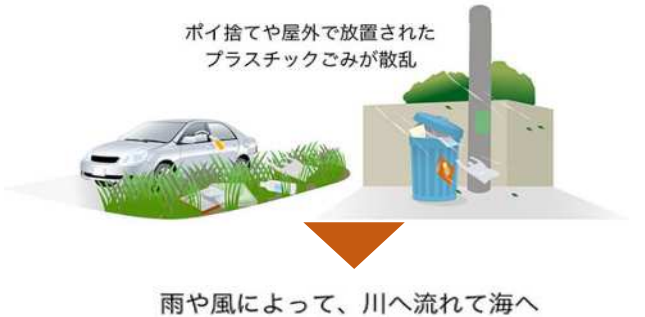 ポイ捨てや屋外で放置された
プラスチックごみが散乱
雨や風によって、川へ流れて海へ